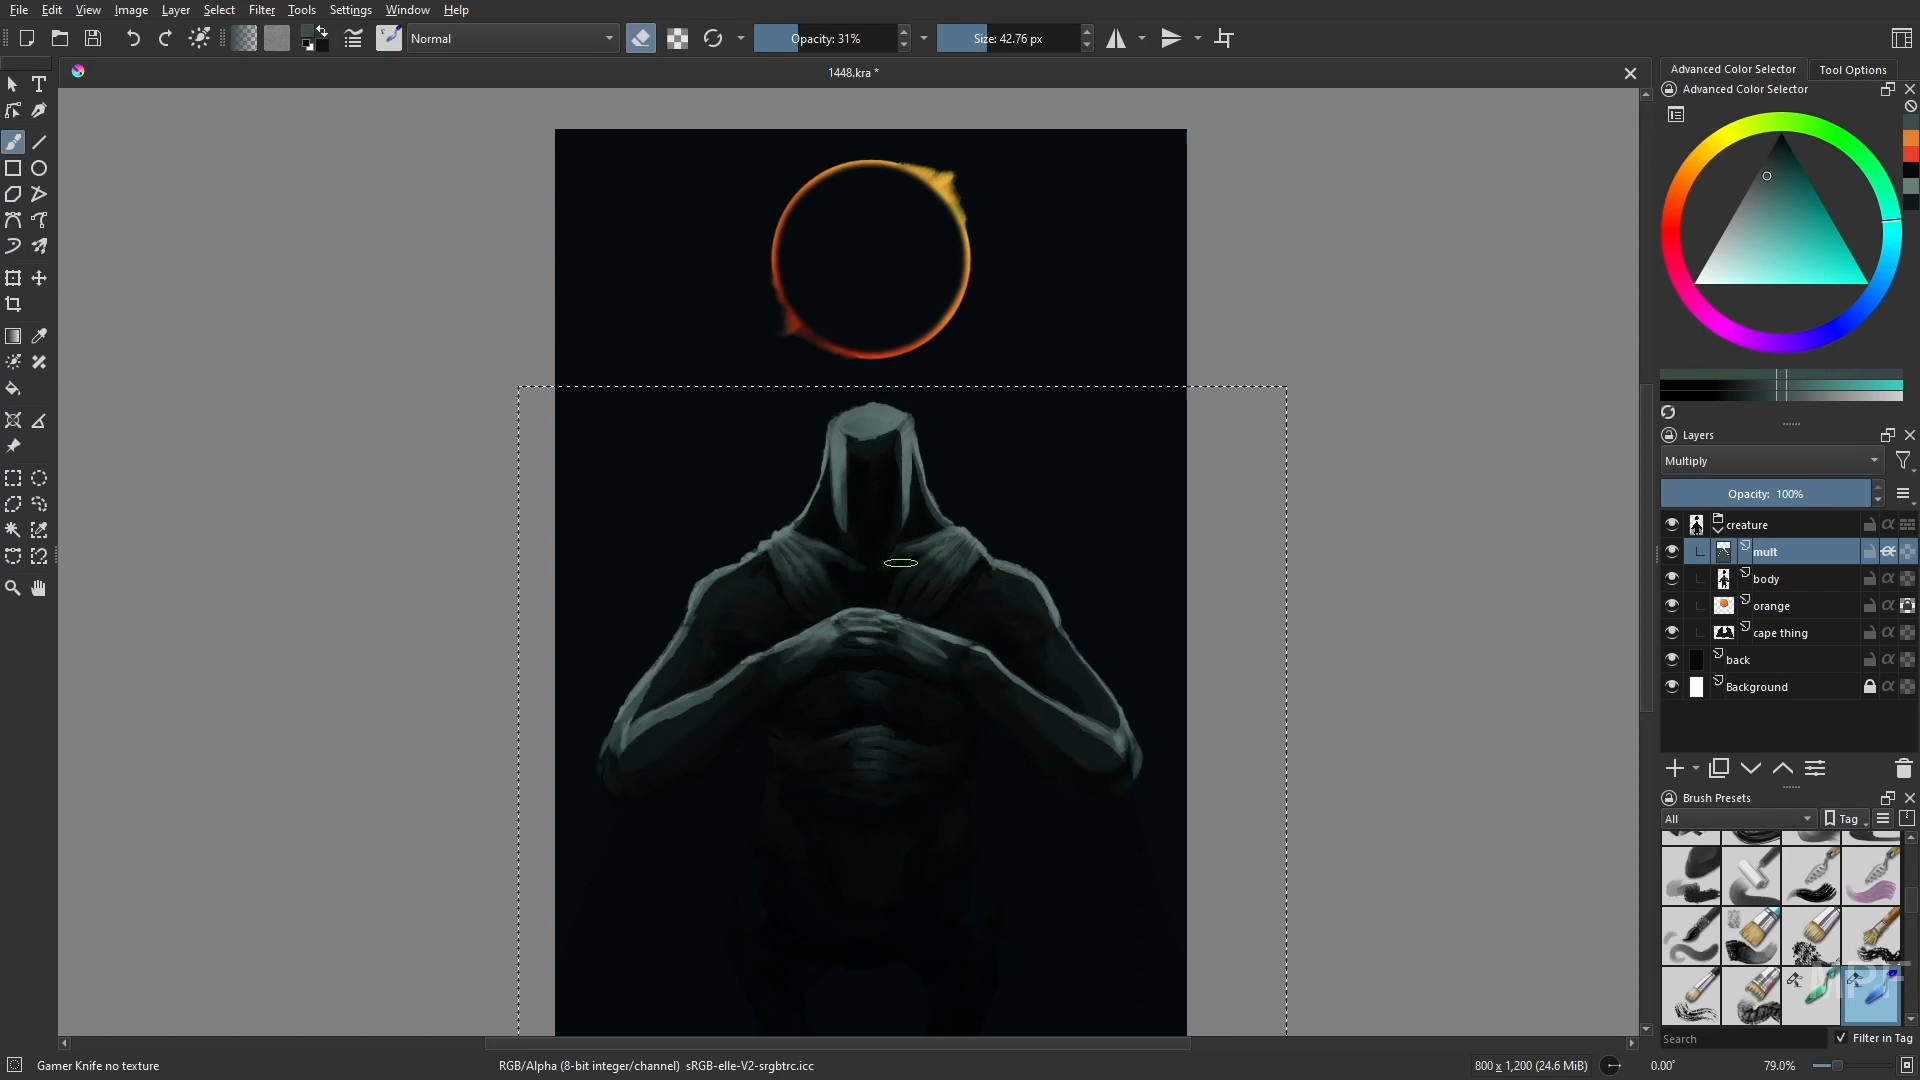 File Edit View Image Layer Select Filter Tools Settings Window Help
Normal
Opacity: 31%
Size: 42.76 px
1448.kra *
Advanced Color Selector
Tool Options
Advanced Color Selector
Layers
Multiply
Opacity: 100%
creature
mult
body
orange
cape thing
back
Background
Brush Presets
All
Tag
MPF
Search
Filter in Tag
Gamer Knife no texture
RGB/Alpha (8-bit integer/channel) sRGB-elle-V2-srgbtrc.icc
800 x 1,200 (24.6 MiB)
0.00°
79.0%